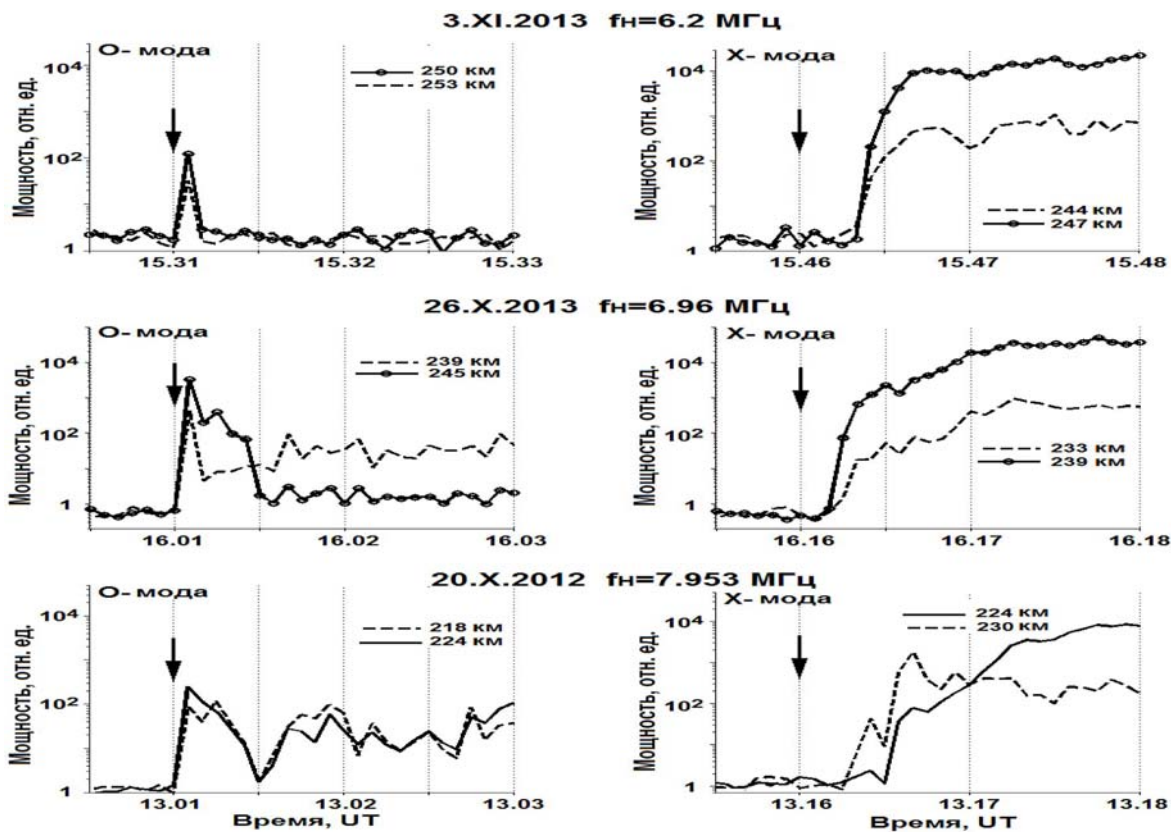 3.XI.2013 fн=6.2 МГц
О- мода
Мощность, отн. ед.
10⁴
10²
1
250 км
253 км
15.31 15.32 15.33
Х- мода
Мощность, отн. ед.
10⁴
10²
1
244 км
247 км
15.46 15.47 15.48
26.X.2013 fн=6.96 МГц
О- мода
Мощность, отн. ед.
10⁴
10²
1
239 км
245 км
16.01 16.02 16.03
Х- мода
Мощность, отн. ед.
10⁴
10²
1
233 км
239 км
16.16 16.17 16.18
20.X.2012 fн=7.953 МГц
О- мода
Мощность, отн. ед.
10⁴
10²
1
218 км
224 км
13.01 13.02 13.03
Время, UT
Х- мода
Мощность, отн. ед.
10⁴
10²
1
224 км
230 км
13.16 13.17 13.18
Время, UT